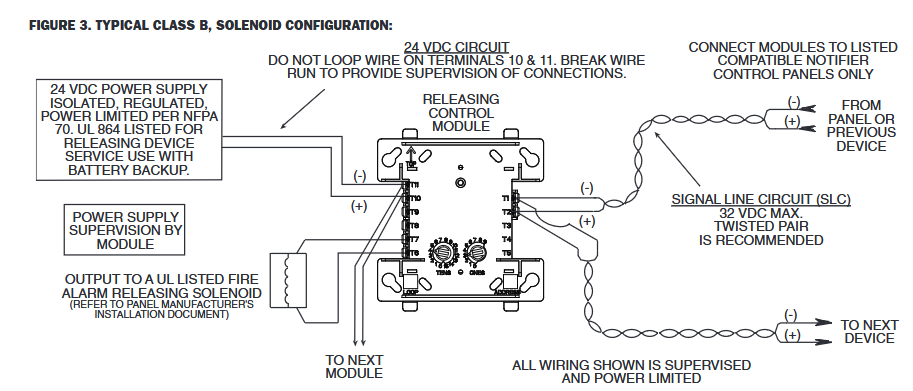 FIGURE 3. TYPICAL CLASS B, SOLENOID CONFIGURATION:
24 VDC CIRCUIT
DO NOT LOOP WIRE ON TERMINALS 10 & 11. BREAK WIRE
RUN TO PROVIDE SUPERVISION OF CONNECTIONS.
CONNECT MODULES TO LISTED
COMPATIBLE NOTIFIER
CONTROL PANELS ONLY
24 VDC POWER SUPPLY
ISOLATED, REGULATED,
POWER LIMITED PER NFPA
70. UL 864 LISTED FOR
RELEASING DEVICE
SERVICE USE WITH
BATTERY BACKUP.
RELEASING
CONTROL
MODULE
(-)
(+)
FROM
PANEL OR
PREVIOUS
DEVICE
TOP
(-)
(+)
T11
T10
T9
T8
T7
T6
T1
T2
T3
T4
T5
(-)
(+)
SIGNAL LINE CIRCUIT (SLC)
32 VDC MAX.
TWISTED PAIR
IS RECOMMENDED
POWER SUPPLY
SUPERVISION BY
MODULE
OUTPUT TO A UL LISTED FIRE
ALARM RELEASING SOLENOID
(REFER TO PANEL MANUFACTURER'S
INSTALLATION DOCUMENT)
TENS
ONES
LOOP
ADDRESS
(-)
(+)
TO NEXT
DEVICE
TO NEXT
MODULE
ALL WIRING SHOWN IS SUPERVISED
AND POWER LIMITED